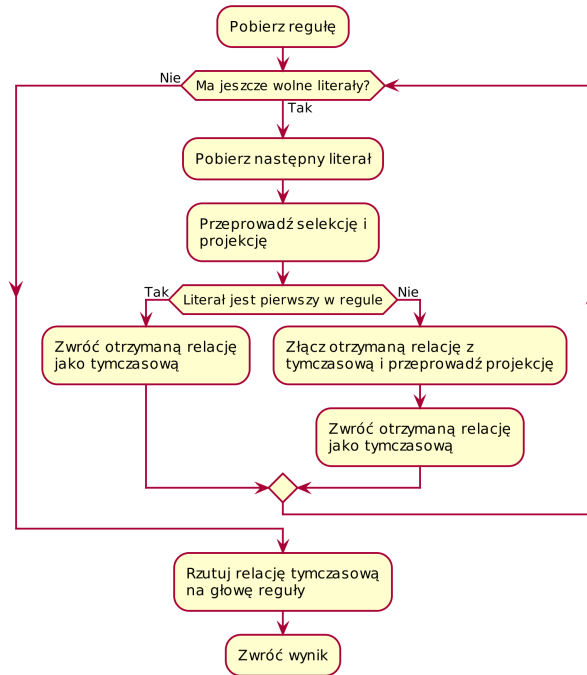 Pobierz regułę
Nie
Ma jeszcze wolne literały?
Tak
Pobierz następny literał
Przeprowadź selekcję i
projekcję
Tak
Literał jest pierwszy w regule
Nie
Zwróć otrzymaną relację
jako tymczasową
Złącz otrzymaną relację z
tymczasową i przeprowadź projekcję
Zwróć otrzymaną relację
jako tymczasową
Rzutuj relację tymczasową
na głowę reguły
Zwróć wynik